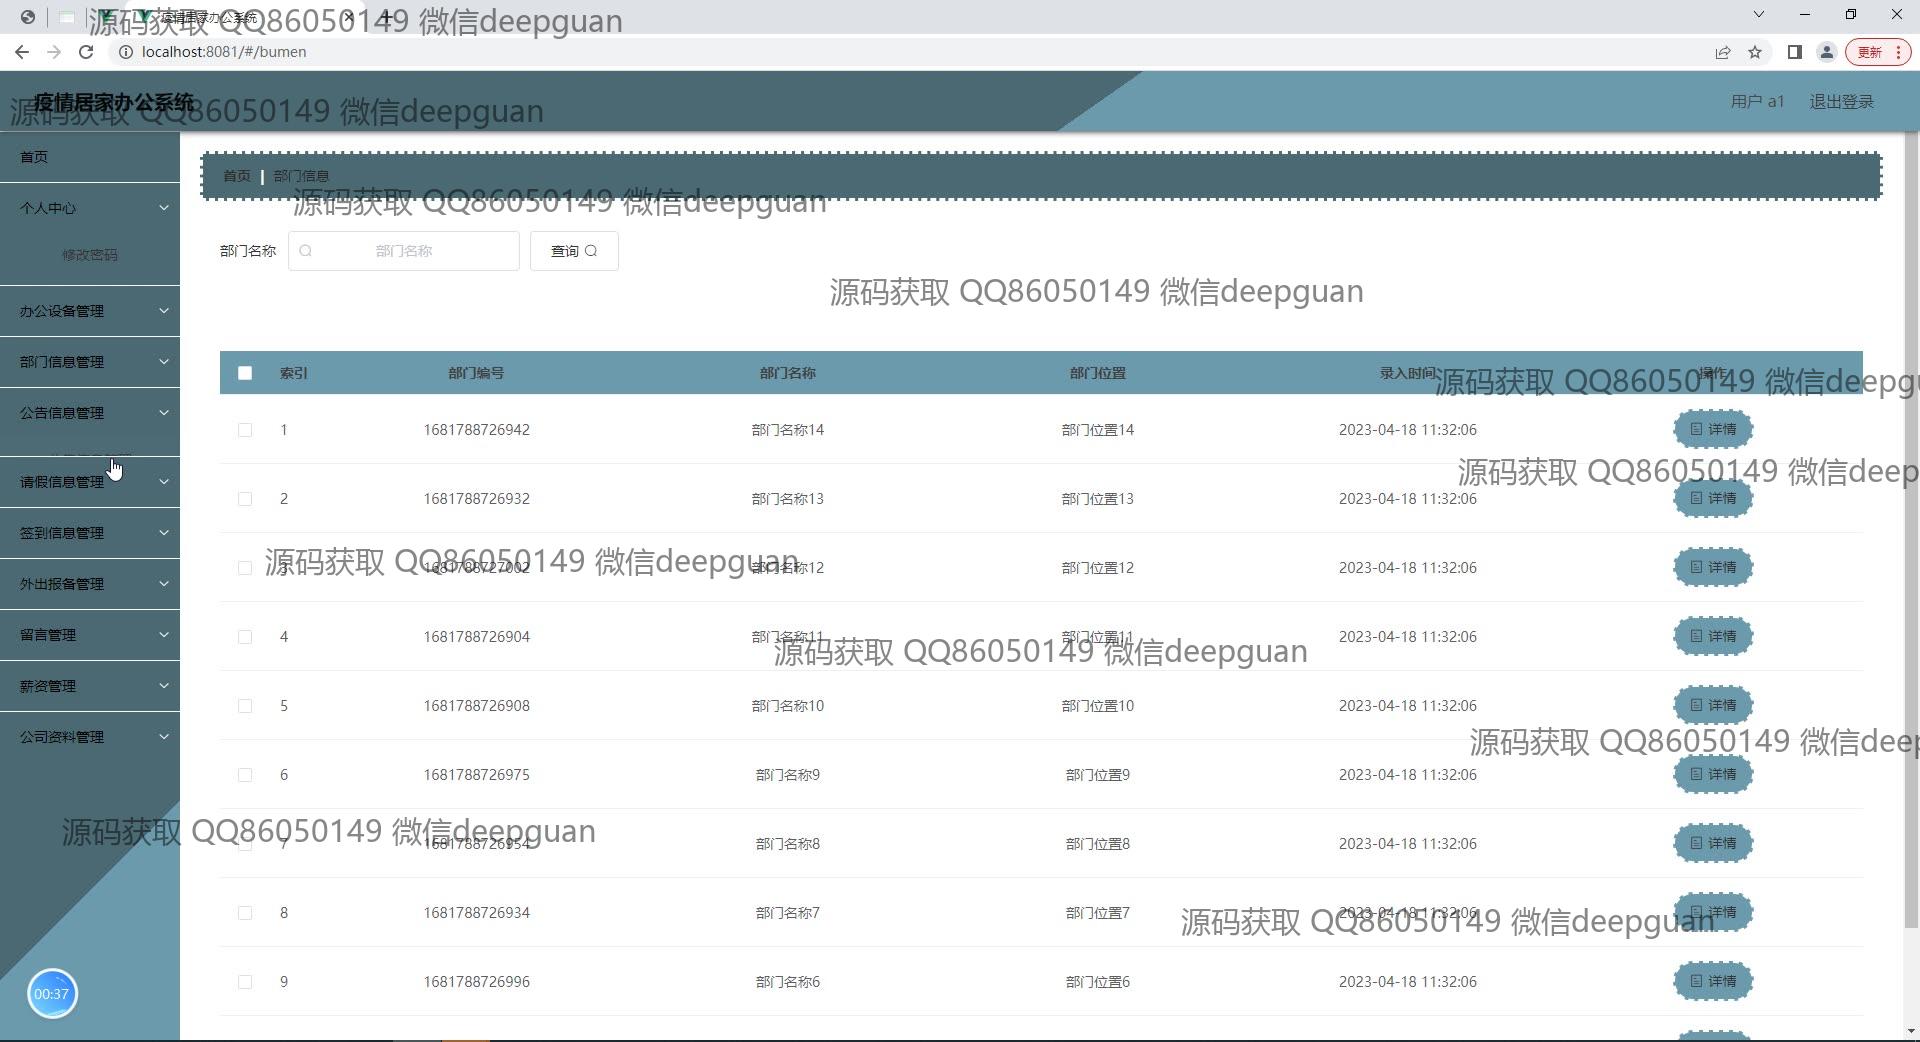 疫情居家办公系统
源码获取 QQ86050149 微信deepguan
localhost:8081/#/bumen
更新
疫情居家办公系统
源码获取 QQ86050149 微信deepguan
用户 a1
退出登录
首页
个人中心
修改密码
办公设备管理
部门信息管理
公告信息管理
请假信息管理
签到信息管理
外出报备管理
留言管理
薪资管理
公司资料管理
00:37
首页 | 部门信息
源码获取 QQ86050149 微信deepguan
部门名称 部门名称 查询
源码获取 QQ86050149 微信deepguan
索引 部门编号 部门名称 部门位置 录入时间 操作
源码获取 QQ86050149 微信deepgu
1 1681788726942 部门名称14 部门位置14 2023-04-18 11:32:06 详情
源码获取 QQ86050149 微信deep
2 1681788726932 部门名称13 部门位置13 2023-04-18 11:32:06 详情
源码获取 QQ86050149 微信deepguan
3 1681788727002 部门名称12 部门位置12 2023-04-18 11:32:06 详情
4 1681788726904 部门名称11 部门位置11 2023-04-18 11:32:06 详情
源码获取 QQ86050149 微信deepguan
5 1681788726908 部门名称10 部门位置10 2023-04-18 11:32:06 详情
源码获取 QQ86050149 微信deep
6 1681788726975 部门名称9 部门位置9 2023-04-18 11:32:06 详情
源码获取 QQ86050149 微信deepguan
7 1681788726954 部门名称8 部门位置8 2023-04-18 11:32:06 详情
8 1681788726934 部门名称7 部门位置7 2023-04-18 11:32:06 详情
源码获取 QQ86050149 微信deepguan
9 1681788726996 部门名称6 部门位置6 2023-04-18 11:32:06 详情